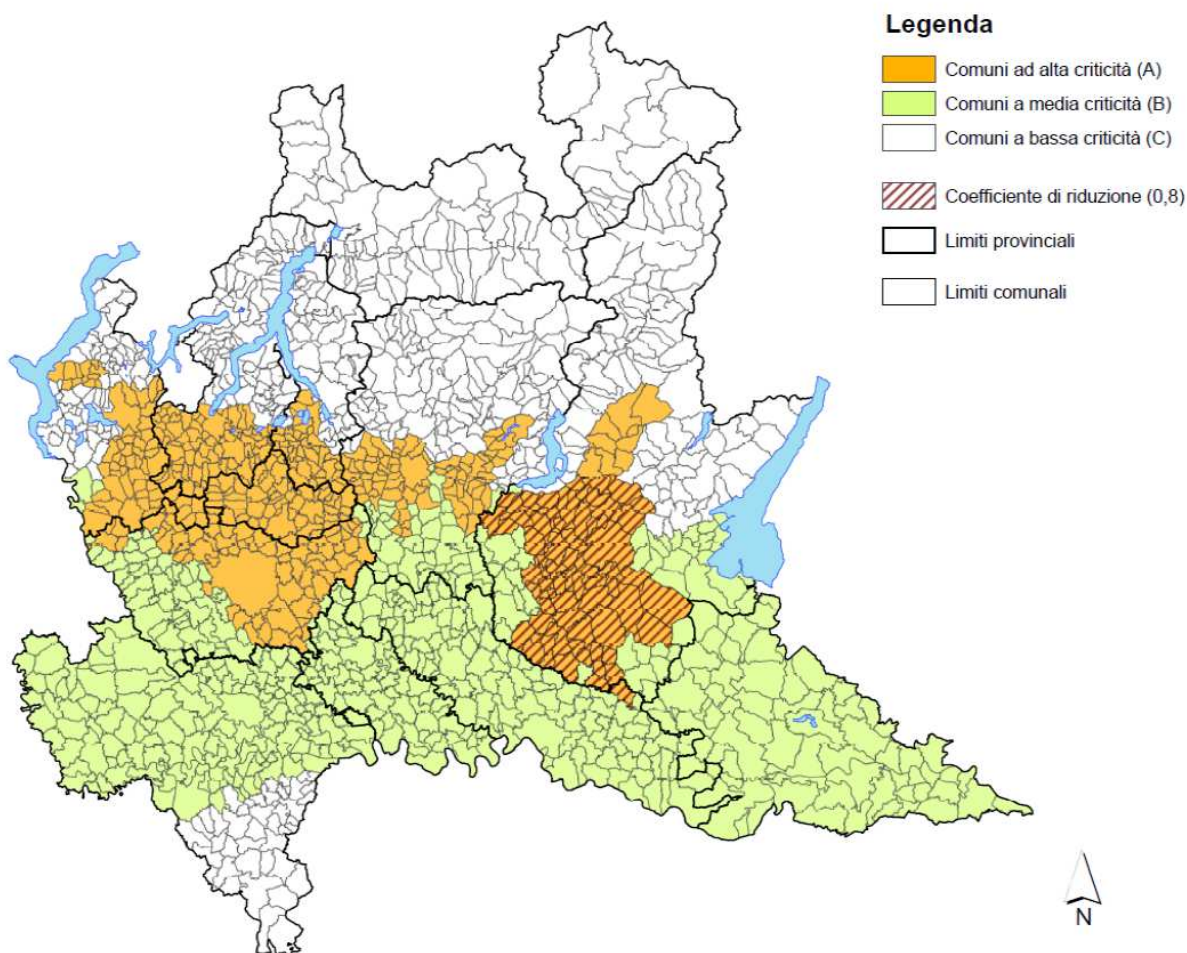 Legenda
Comuni ad alta criticità (A)
Comuni a media criticità (B)
Comuni a bassa criticità (C)
Coefficiente di riduzione (0,8)
Limiti provinciali
Limiti comunali
N